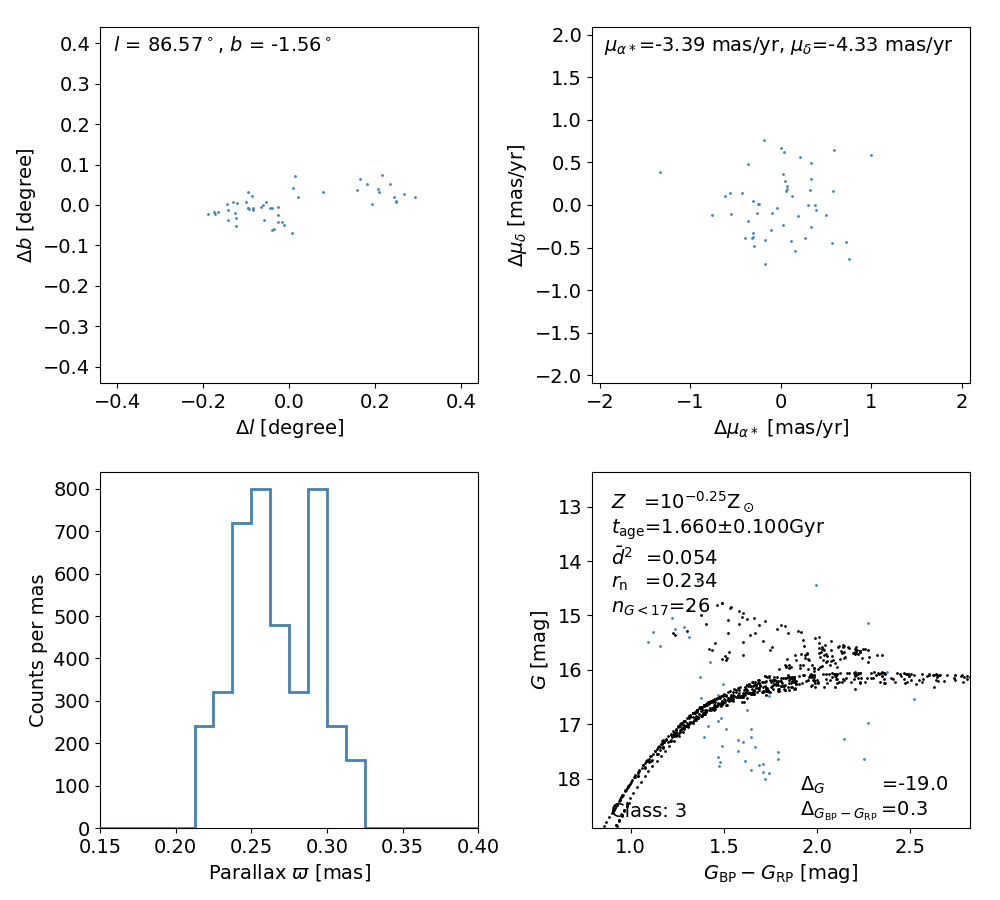 l = 86.57°, b = -1.56°
0.4
0.3
0.2
0.1
0.0
−0.1
−0.2
−0.3
−0.4
Δb [degree]
−0.4 −0.2 0.0 0.2 0.4
Δl [degree]
μα*=-3.39 mas/yr, μδ=-4.33 mas/yr
2.0
1.5
1.0
0.5
0.0
−0.5
−1.0
−1.5
−2.0
Δμδ [mas/yr]
−2 −1 0 1 2
Δμα* [mas/yr]
800
700
600
500
400
300
200
100
0
Counts per mas
0.15 0.20 0.25 0.30 0.35 0.40
Parallax ϖ [mas]
Z =10^−0.25 Z⊙
t_age=1.660±0.100Gyr
d̄² =0.054
r_n =0.234
n_G<17=26
13
14
15
16
17
18
G [mag]
Δ_G =-19.0
Δ_GBP−GRP =0.3
Class: 3
1.0 1.5 2.0 2.5
G_BP − G_RP [mag]